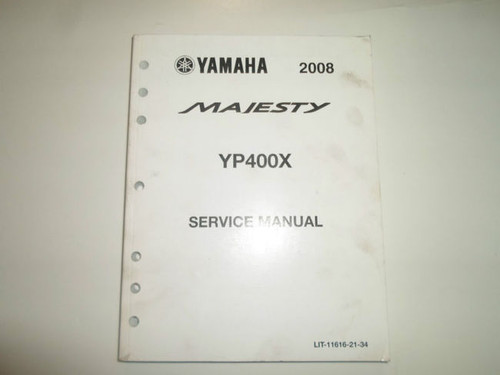 YAMAHA 2008
MAJESTY
YP400X
SERVICE MANUAL
LIT-11616-21-34